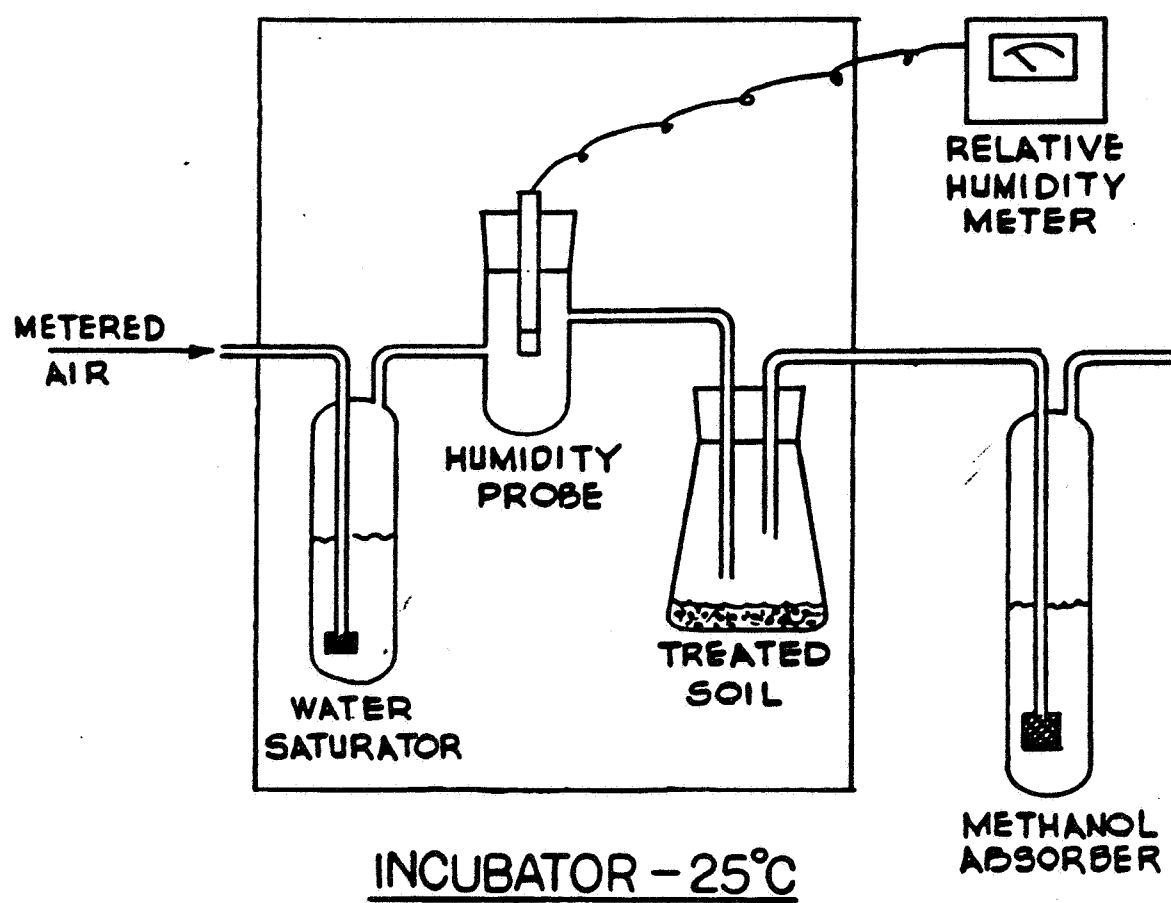 RELATIVE
HUMIDITY
METER
METERED
AIR
HUMIDITY
PROBE
TREATED
SOIL
WATER
SATURATOR
METHANOL
ABSORBER
INCUBATOR – 25°C